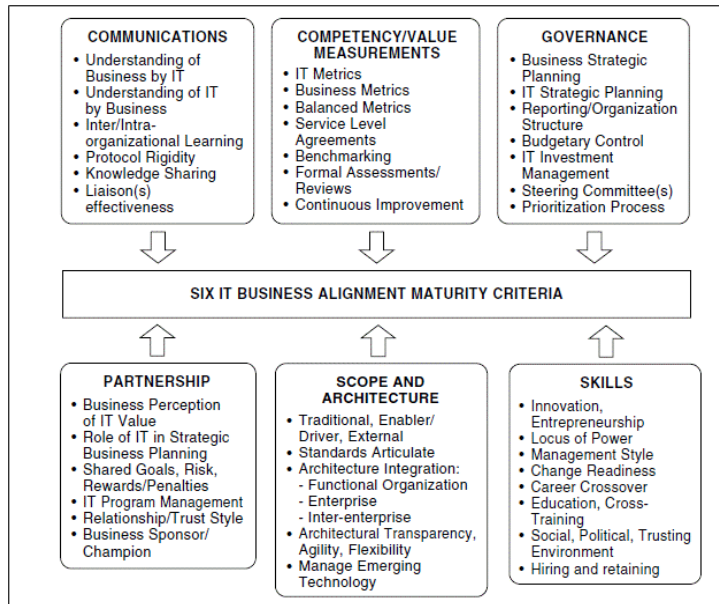 COMMUNICATIONS
• Understanding of
Business by IT
• Understanding of IT
by Business
• Inter/Intra-
organizational Learning
• Protocol Rigidity
• Knowledge Sharing
• Liaison(s)
effectiveness
COMPETENCY/VALUE
MEASUREMENTS
• IT Metrics
• Business Metrics
• Balanced Metrics
• Service Level
Agreements
• Benchmarking
• Formal Assessments/
Reviews
• Continuous Improvement
GOVERNANCE
• Business Strategic
Planning
• IT Strategic Planning
• Reporting/Organization
Structure
• Budgetary Control
• IT Investment
Management
• Steering Committee(s)
• Prioritization Process
SIX IT BUSINESS ALIGNMENT MATURITY CRITERIA
PARTNERSHIP
• Business Perception
of IT Value
• Role of IT in Strategic
Business Planning
• Shared Goals, Risk,
Rewards/Penalties
• IT Program Management
• Relationship/Trust Style
• Business Sponsor/
Champion
SCOPE AND
ARCHITECTURE
• Traditional, Enabler/
Driver, External
• Standards Articulate
• Architecture Integration:
- Functional Organization
- Enterprise
- Inter-enterprise
• Architectural Transparency,
Agility, Flexibility
• Manage Emerging
Technology
SKILLS
• Innovation,
Entrepreneurship
• Locus of Power
• Management Style
• Change Readiness
• Career Crossover
• Education, Cross-
Training
• Social, Political, Trusting
Environment
• Hiring and retaining